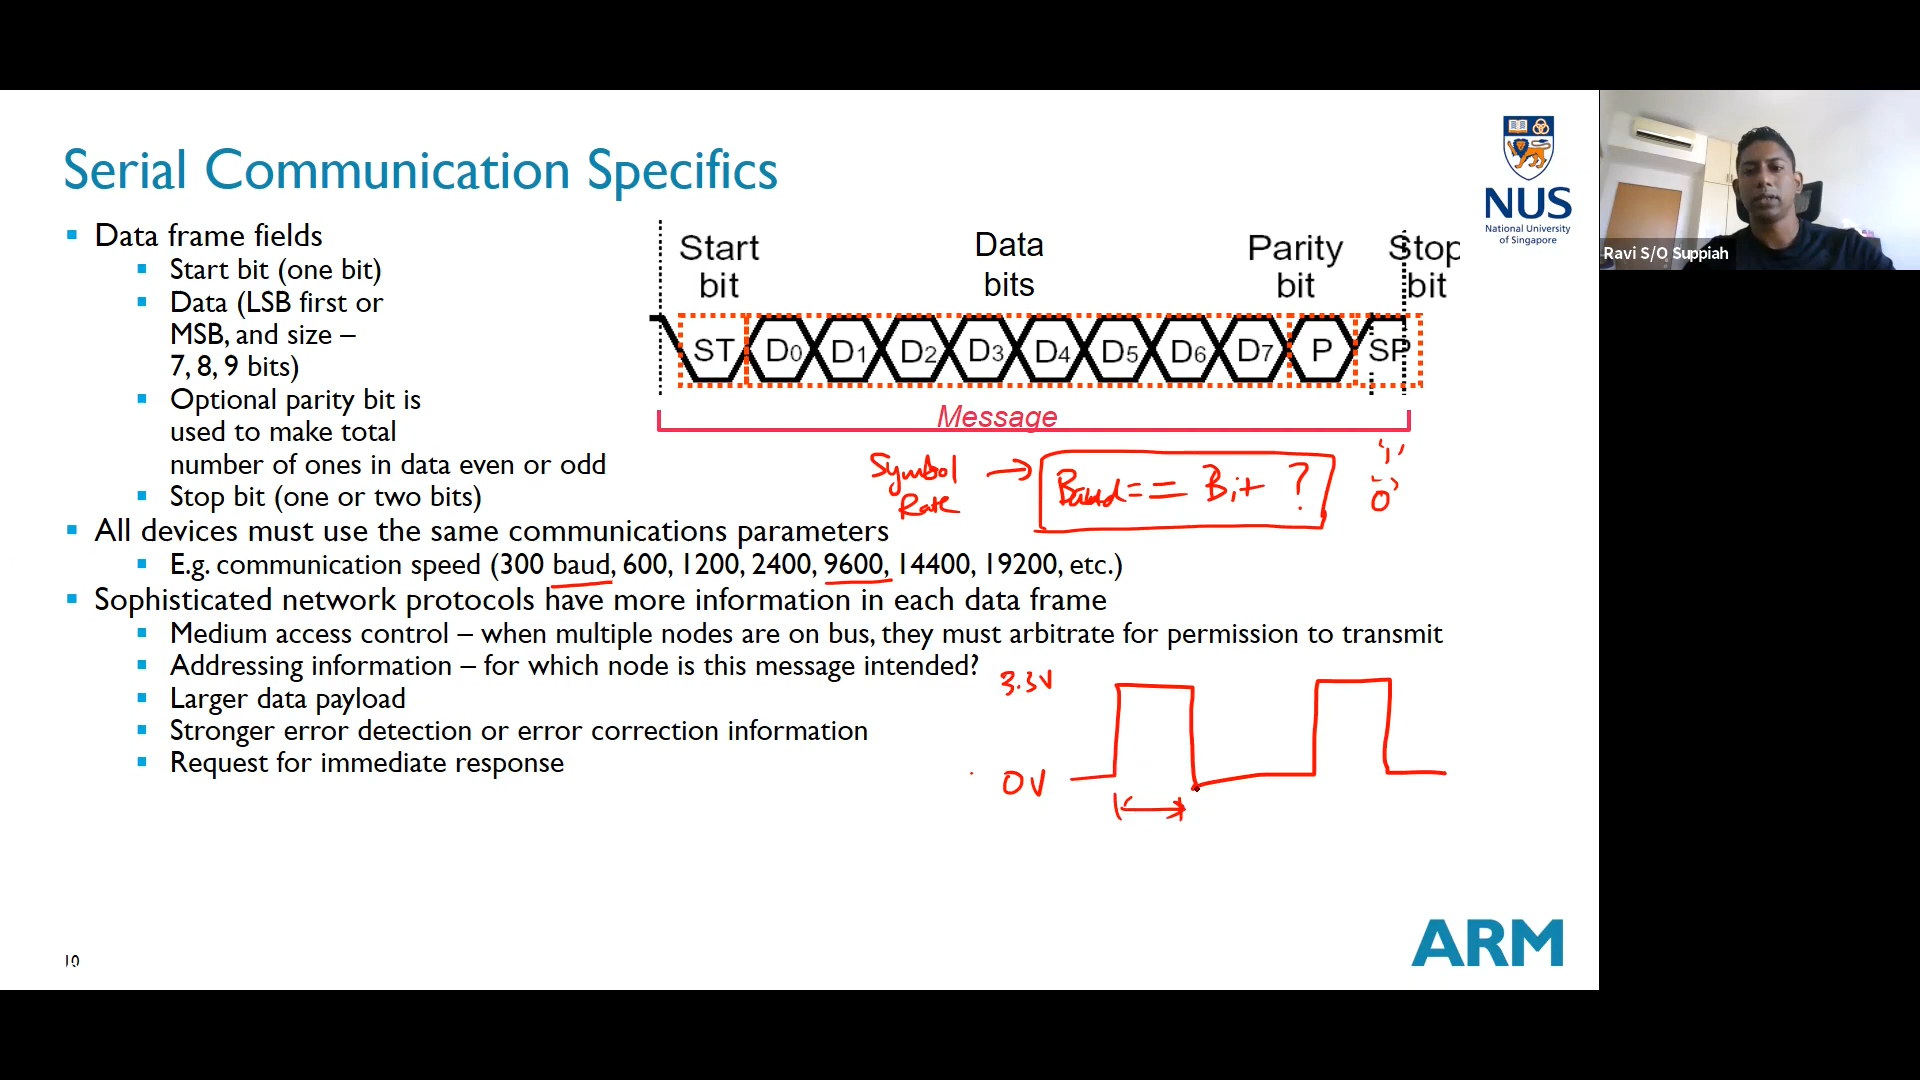 Serial Communication Specifics
Data frame fields
Start bit (one bit)
Data (LSB first or
MSB, and size –
7, 8, 9 bits)
Optional parity bit is
used to make total
number of ones in data even or odd
Stop bit (one or two bits)
All devices must use the same communications parameters
E.g. communication speed (300 baud, 600, 1200, 2400, 9600, 14400, 19200, etc.)
Sophisticated network protocols have more information in each data frame
Medium access control – when multiple nodes are on bus, they must arbitrate for permission to transmit
Addressing information – for which node is this message intended?
Larger data payload
Stronger error detection or error correction information
Request for immediate response
Start bit
Data bits
Parity bit
Stop bit
ST D0 D1 D2 D3 D4 D5 D6 D7 P SP
Message
Symbol Rate → Baud == Bit ?
'1'
'0'
3.3V
0V
NUS
National University
of Singapore
Ravi S/O Suppiah
ARM
10